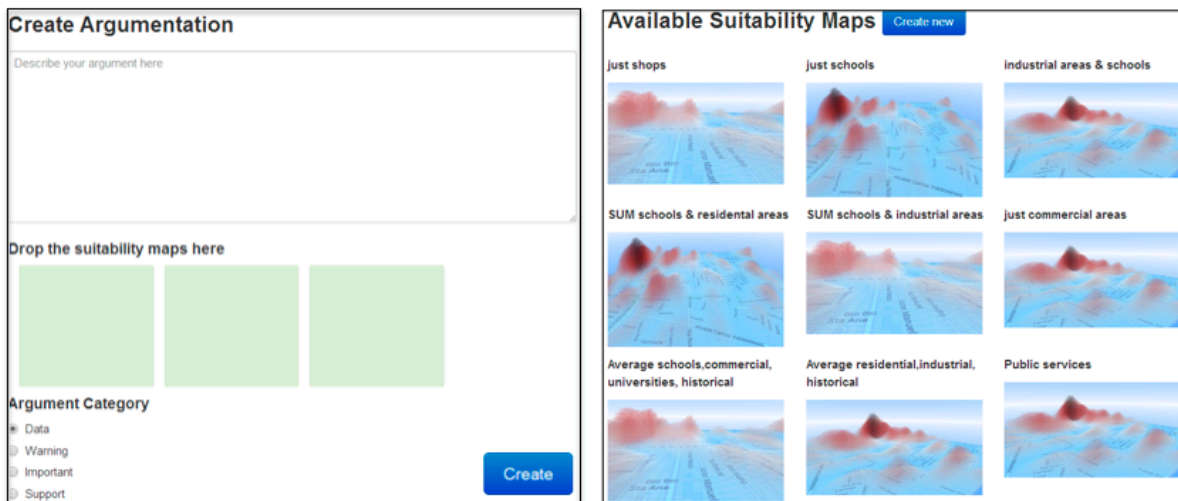 Create Argumentation
Describe your argument here
Drop the suitability maps here
Argument Category
Data
Warning
Important
Support
Create
Available Suitability Maps
Create new
just shops
just schools
industrial areas & schools
SUM schools & residental areas
SUM schools & industrial areas
just commercial areas
Average schools,commercial,
universities, historical
Average residential,industrial,
historical
Public services